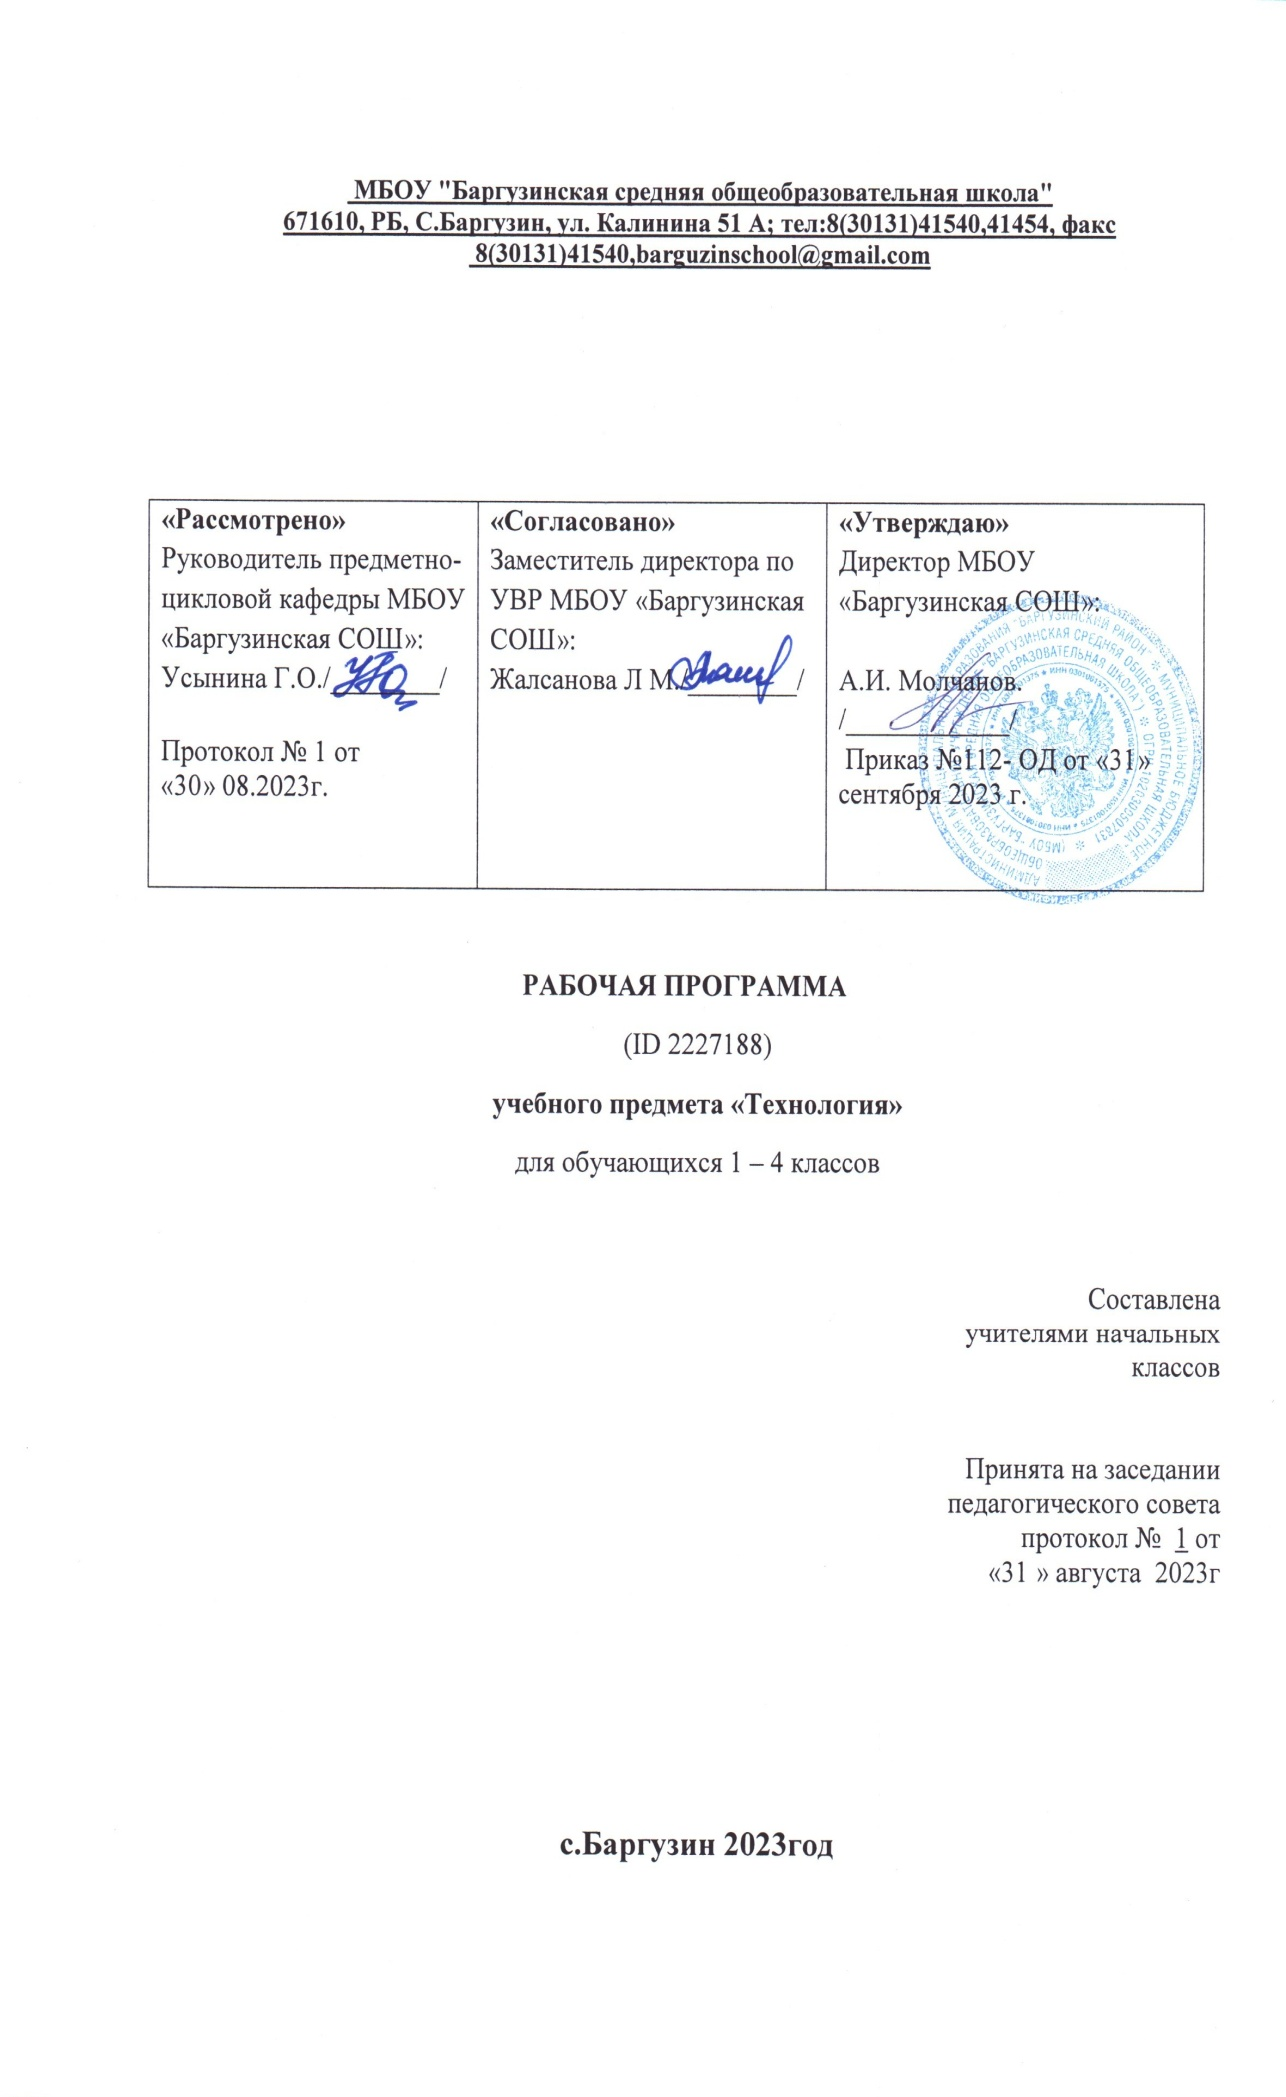 МБОУ "Баргузинская средняя общеобразовательная школа"
671610, РБ, С.Баргузин, ул. Калинина 51 А; тел:8(30131)41540,41454, факс
8(30131)41540,barguzinschool@gmail.com
«Рассмотрено»
Руководитель предметно-
цикловой кафедры МБОУ
«Баргузинская СОШ»:
Усынина Г.О./________/
Протокол № 1 от
«30» 08.2023г.
«Согласовано»
Заместитель директора по
УВР МБОУ «Баргузинская
СОШ»:
Жалсанова Л М./________/
«Утверждаю»
Директор МБОУ
«Баргузинская СОШ»:
А.И. Молчанов.
/____________/
Приказ №112- ОД от «31»
сентября 2023 г.
РАБОЧАЯ ПРОГРАММА
(ID 2227188)
учебного предмета «Технология»
для обучающихся 1 – 4 классов
Составлена
учителями начальных
классов
Принята на заседании
педагогического совета
протокол № 1 от
«31 » августа 2023г
с.Баргузин 2023год